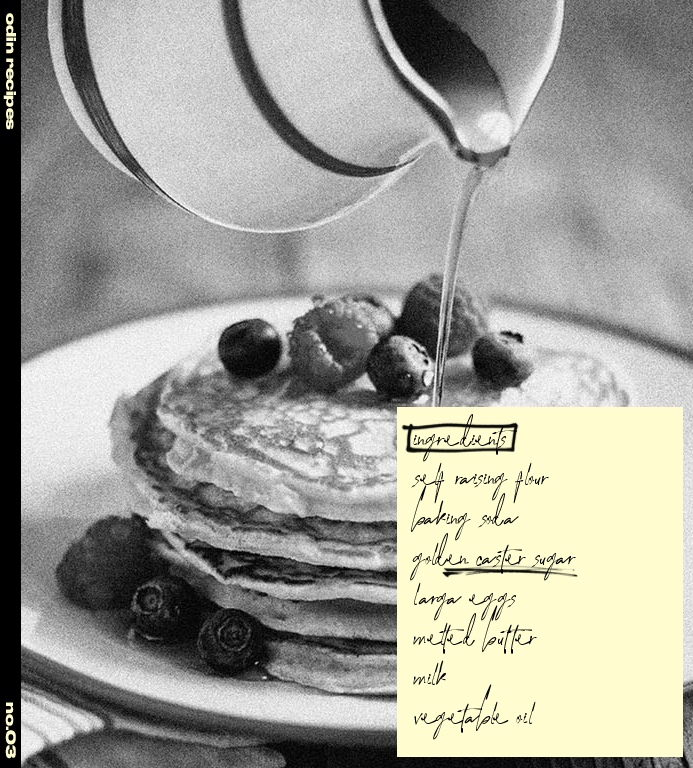 odin recipes
no.03
ingredients
self raising flour
baking soda
golden caster sugar
larga eggs
melted butter
milk
vegetable oil